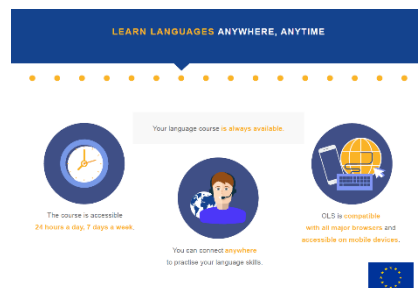 LEARN LANGUAGES ANYWHERE, ANYTIME
Your language course is always available.
The course is accessible
24 hours a day, 7 days a week.
You can connect anywhere
to practise your language skills.
OLS is compatible
with all major browsers and
accessible on mobile devices.